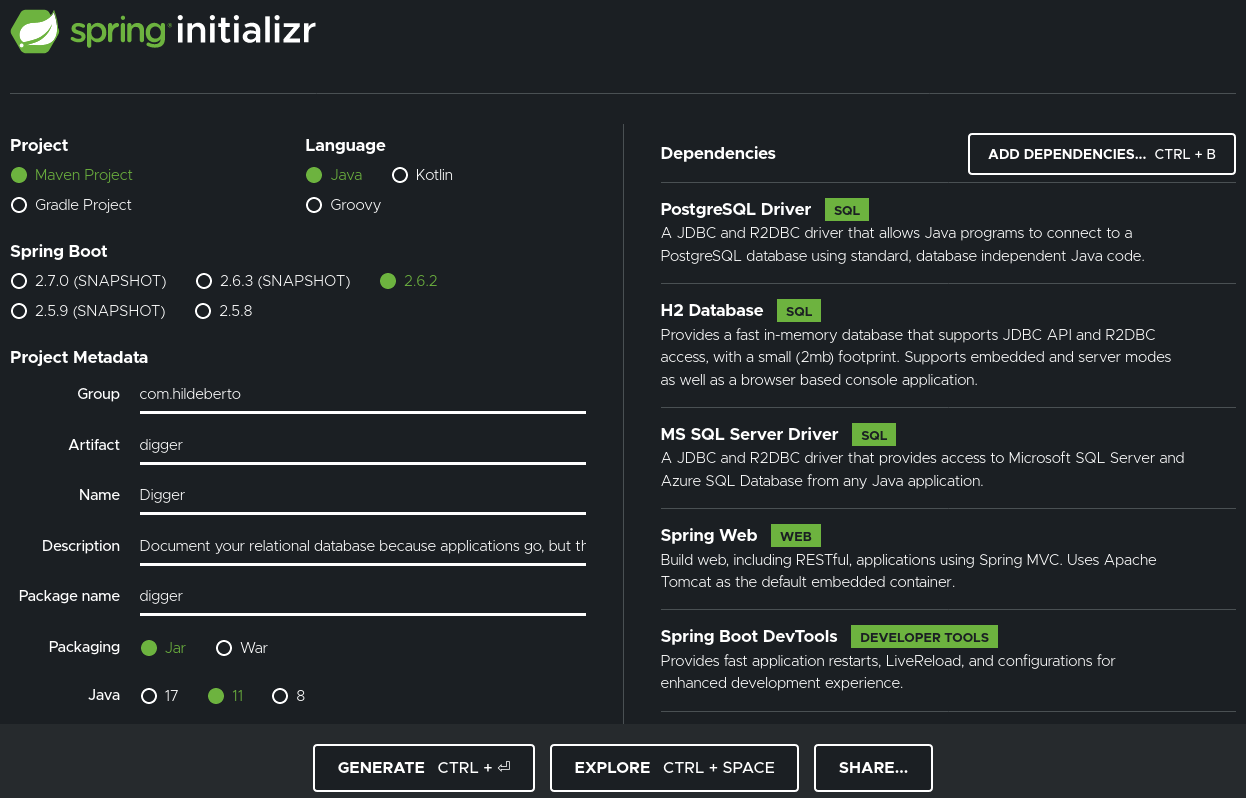 spring initializr
Project
Maven Project
Gradle Project
Language
Java Kotlin
Groovy
Spring Boot
2.7.0 (SNAPSHOT) 2.6.3 (SNAPSHOT) 2.6.2
2.5.9 (SNAPSHOT) 2.5.8
Project Metadata
Group com.hildeberto
Artifact digger
Name Digger
Description Document your relational database because applications go, but th
Package name digger
Packaging Jar War
Java 17 11 8
Dependencies
ADD DEPENDENCIES... CTRL + B
PostgreSQL Driver SQL
A JDBC and R2DBC driver that allows Java programs to connect to a
PostgreSQL database using standard, database independent Java code.
H2 Database SQL
Provides a fast in-memory database that supports JDBC API and R2DBC
access, with a small (2mb) footprint. Supports embedded and server modes
as well as a browser based console application.
MS SQL Server Driver SQL
A JDBC and R2DBC driver that provides access to Microsoft SQL Server and
Azure SQL Database from any Java application.
Spring Web WEB
Build web, including RESTful, applications using Spring MVC. Uses Apache
Tomcat as the default embedded container.
Spring Boot DevTools DEVELOPER TOOLS
Provides fast application restarts, LiveReload, and configurations for
enhanced development experience.
GENERATE CTRL + ⏎
EXPLORE CTRL + SPACE
SHARE...